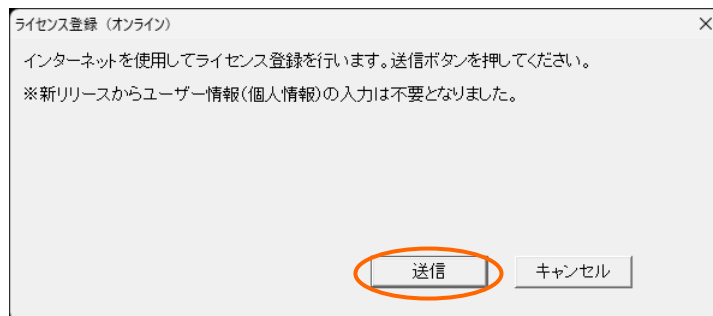 ライセンス登録（オンライン）
インターネットを使用してライセンス登録を行います。送信ボタンを押してください。
※新リリースからユーザー情報(個人情報)の入力は不要となりました。
送信
キャンセル